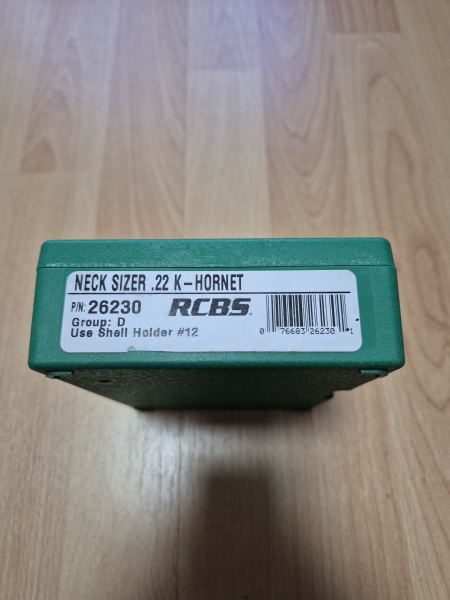 NECK SIZER .22 K-HORNET
P/N: 26230 RCBS.
Group: D
Use Shell Holder #12
0 76683 26230 1